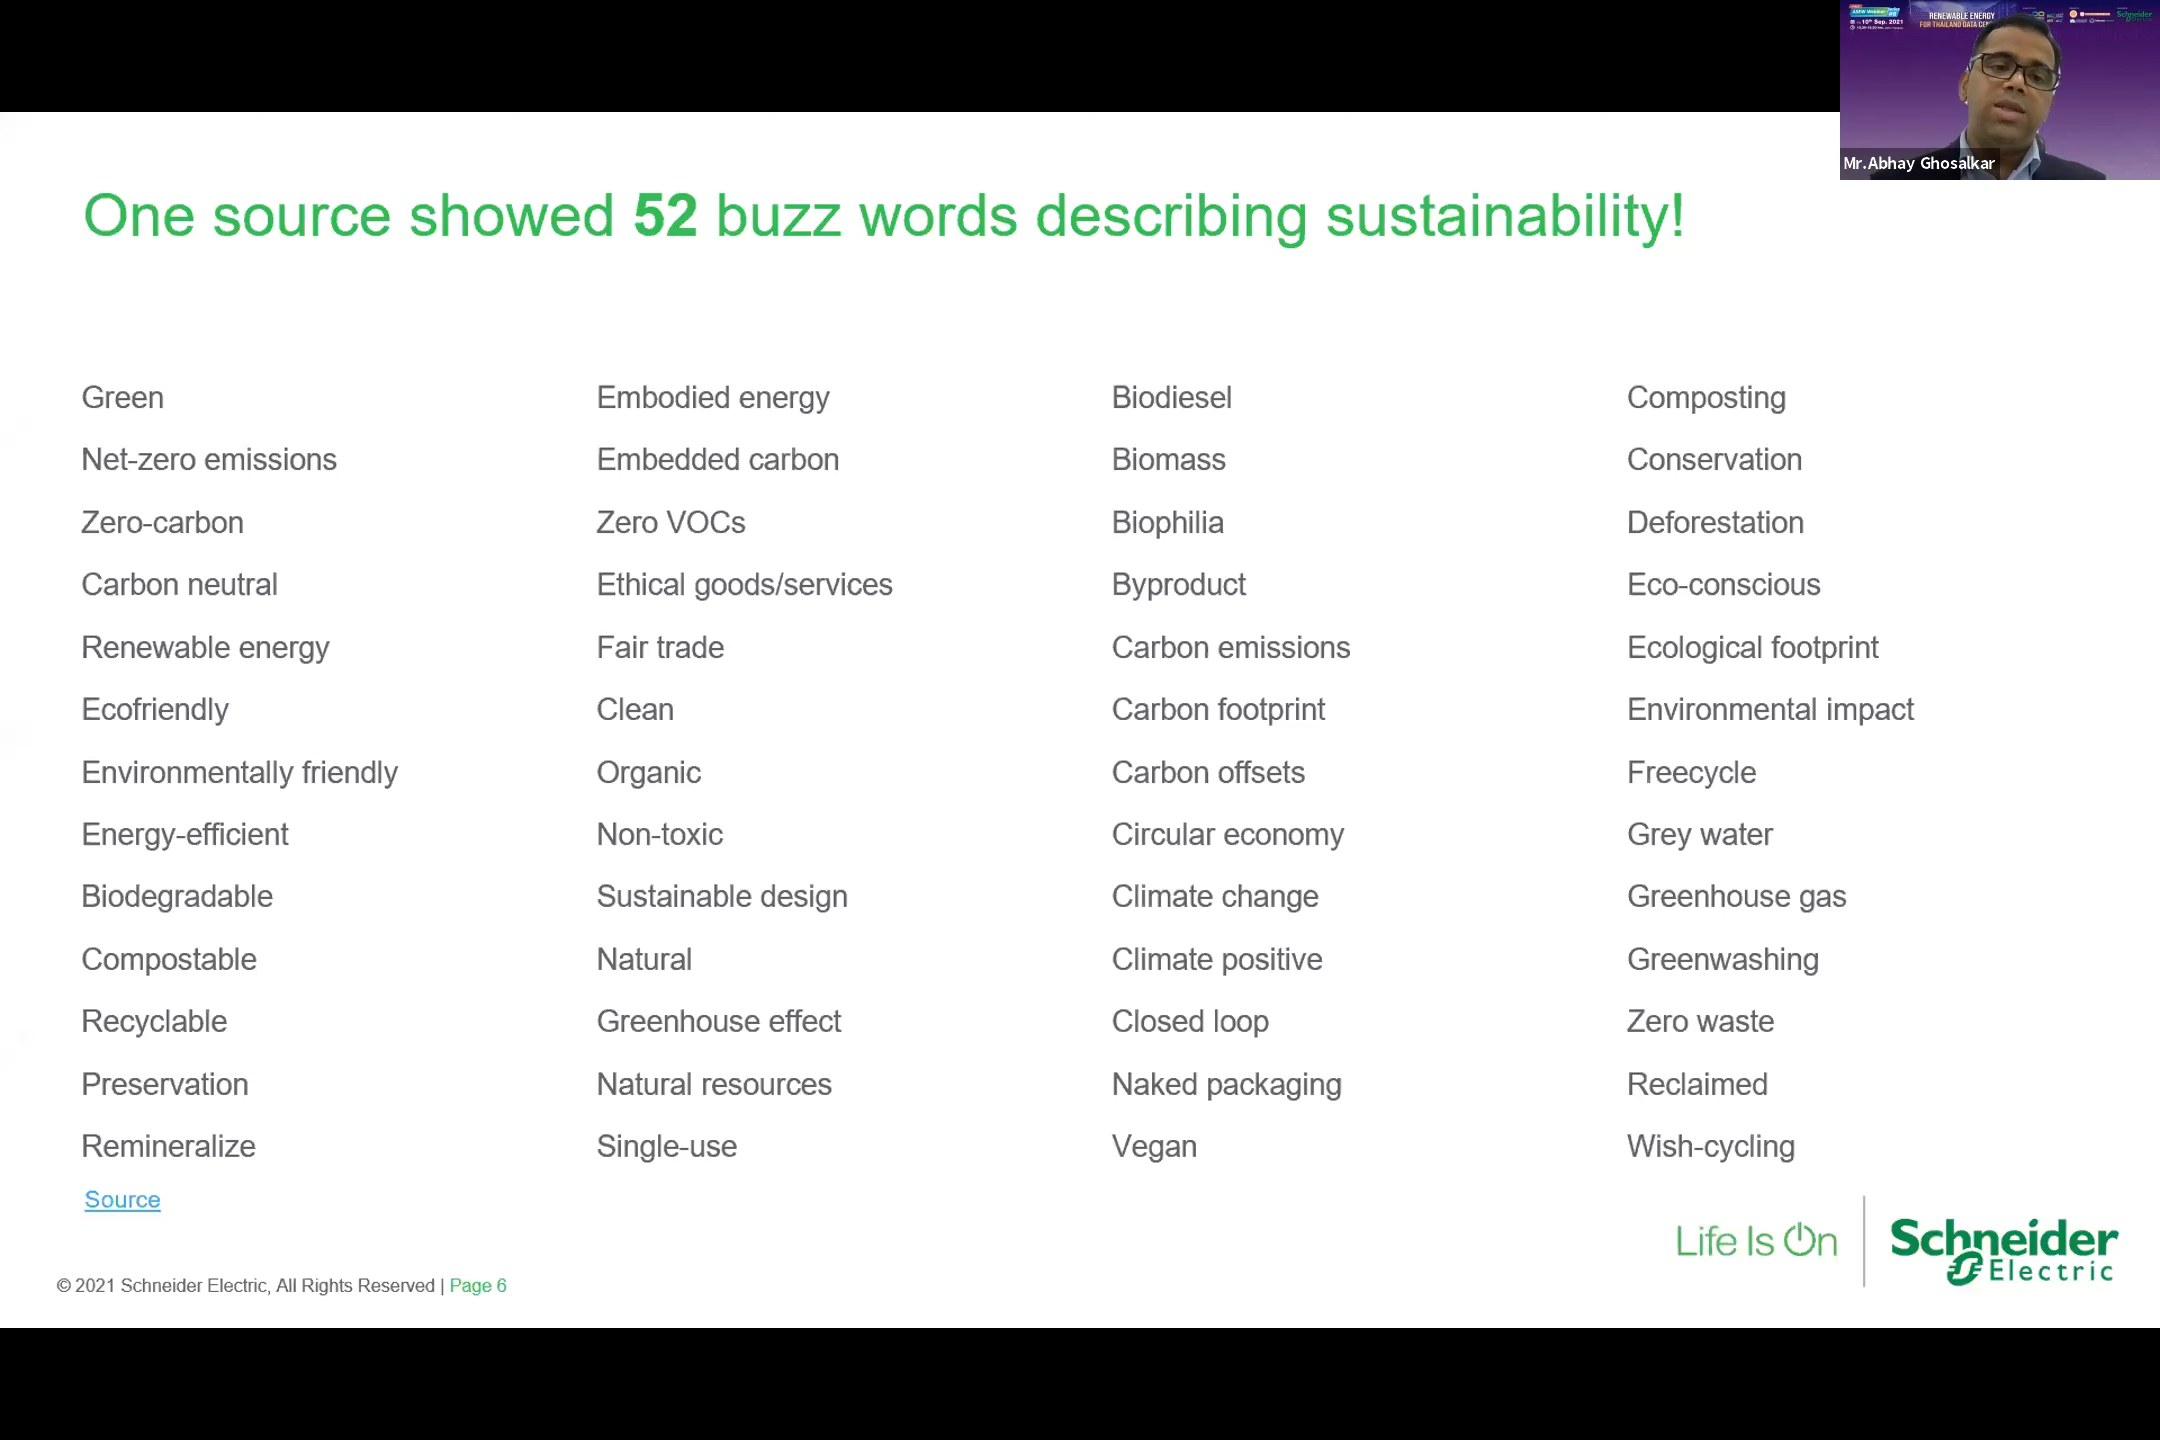 RENEWABLE ENERGY
10th Sep. 2021
Mr.Abhay Ghosalkar
One source showed 52 buzz words describing sustainability!
Green
Net-zero emissions
Zero-carbon
Carbon neutral
Renewable energy
Ecofriendly
Environmentally friendly
Energy-efficient
Biodegradable
Compostable
Recyclable
Preservation
Remineralize
Embodied energy
Embedded carbon
Zero VOCs
Ethical goods/services
Fair trade
Clean
Organic
Non-toxic
Sustainable design
Natural
Greenhouse effect
Natural resources
Single-use
Biodiesel
Biomass
Biophilia
Byproduct
Carbon emissions
Carbon footprint
Carbon offsets
Circular economy
Climate change
Climate positive
Closed loop
Naked packaging
Vegan
Composting
Conservation
Deforestation
Eco-conscious
Ecological footprint
Environmental impact
Freecycle
Grey water
Greenhouse gas
Greenwashing
Zero waste
Reclaimed
Wish-cycling
Source
Life Is On
Schneider
Electric
© 2021 Schneider Electric, All Rights Reserved | Page 6